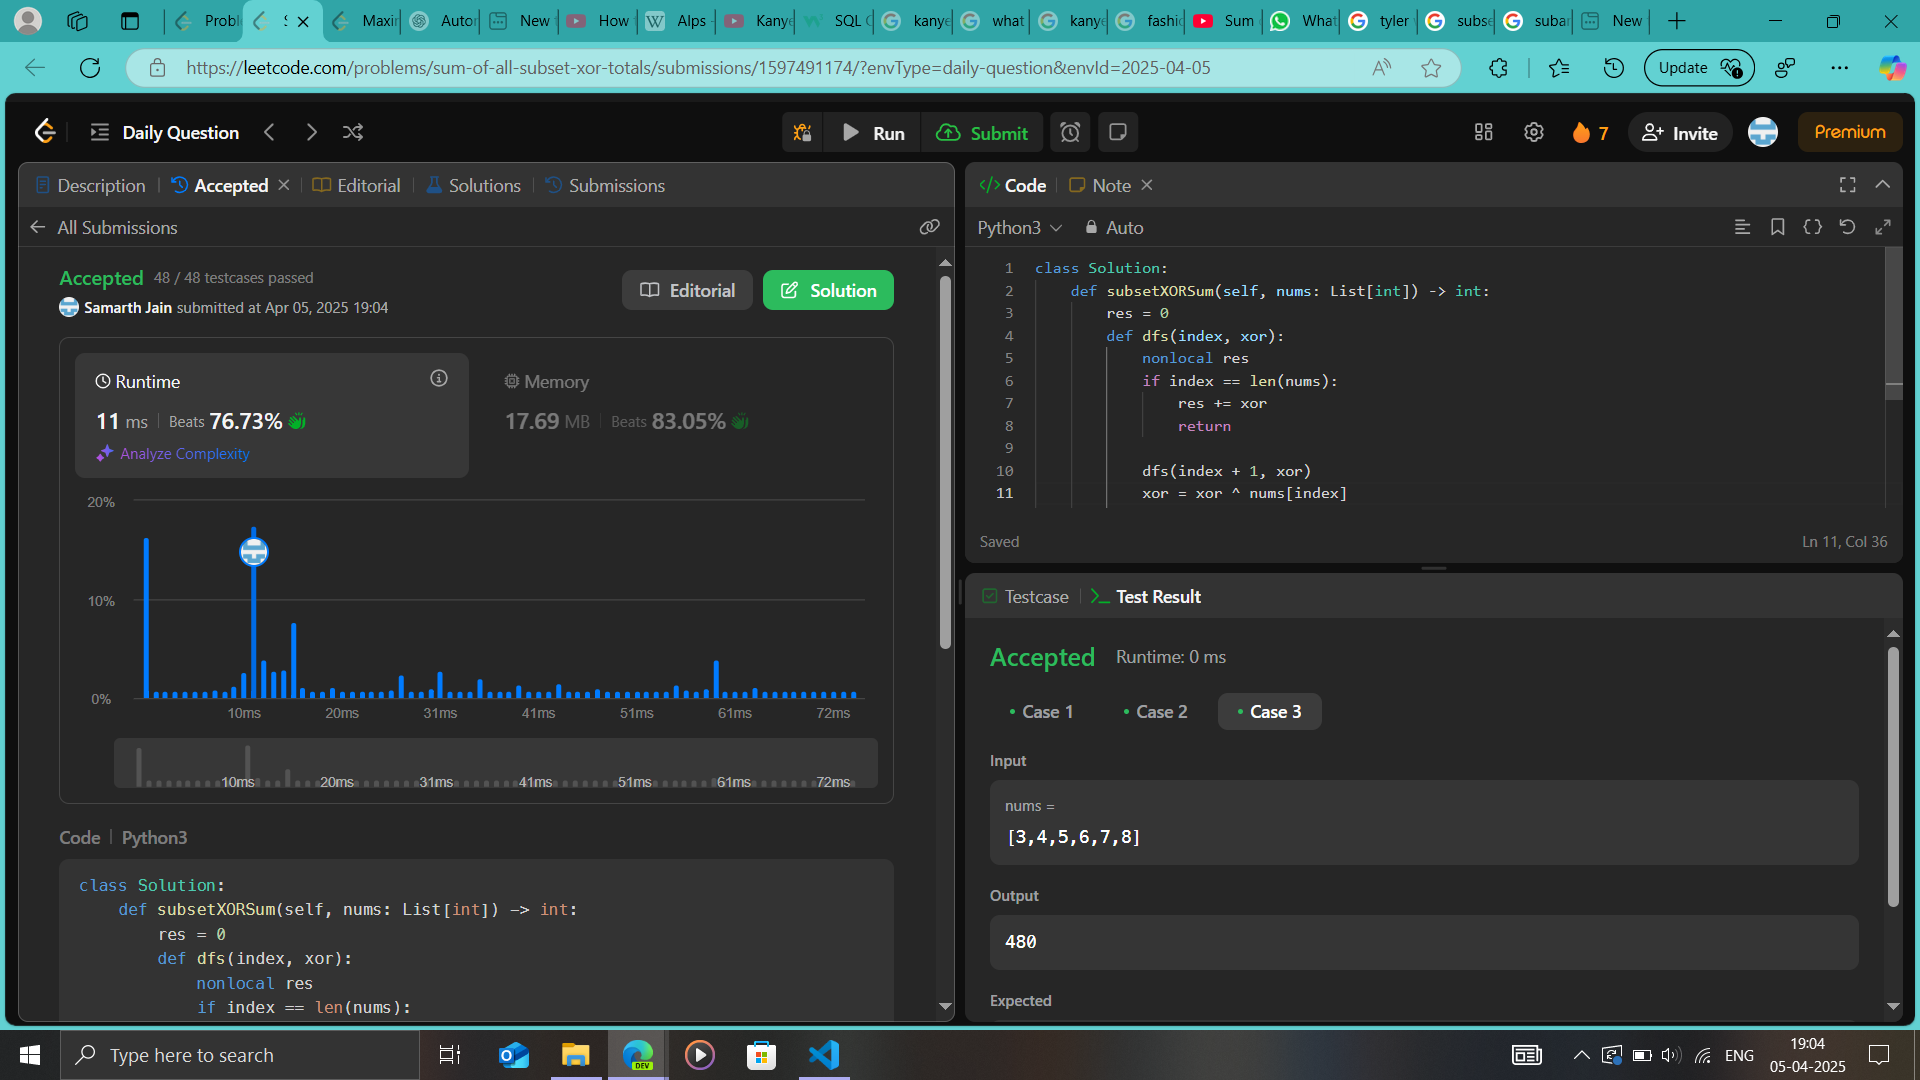 Probl
S
Maxir
Autor
New t
How t
Alps -
Kanye
SQL C
kanye
what
kanye
fashic
Sum
What
tyler
subse
subar
New
https://leetcode.com/problems/sum-of-all-subset-xor-totals/submissions/1597491174/?envType=daily-question&envId=2025-04-05
Update
Daily Question
Run
Submit
7
Invite
Premium
Description
Accepted
Editorial
Solutions
Submissions
All Submissions
Accepted 48 / 48 testcases passed
Samarth Jain submitted at Apr 05, 2025 19:04
Editorial
Solution
Runtime
11 ms Beats 76.73%
Analyze Complexity
Memory
17.69 MB Beats 83.05%
20%
10%
0%
10ms 20ms 31ms 41ms 51ms 61ms 72ms
10ms 20ms 31ms 41ms 51ms 61ms 72ms
Code Python3
class Solution:
def subsetXORSum(self, nums: List[int]) -> int:
res = 0
def dfs(index, xor):
nonlocal res
if index == len(nums):
Code
Note
Python3
Auto
1 class Solution:
2 def subsetXORSum(self, nums: List[int]) -> int:
3 res = 0
4 def dfs(index, xor):
5 nonlocal res
6 if index == len(nums):
7 res += xor
8 return
9
10 dfs(index + 1, xor)
11 xor = xor ^ nums[index]
Saved
Ln 11, Col 36
Testcase
Test Result
Accepted Runtime: 0 ms
Case 1
Case 2
Case 3
Input
nums =
[3,4,5,6,7,8]
Output
480
Expected
Type here to search
DEV
ENG
19:04
05-04-2025